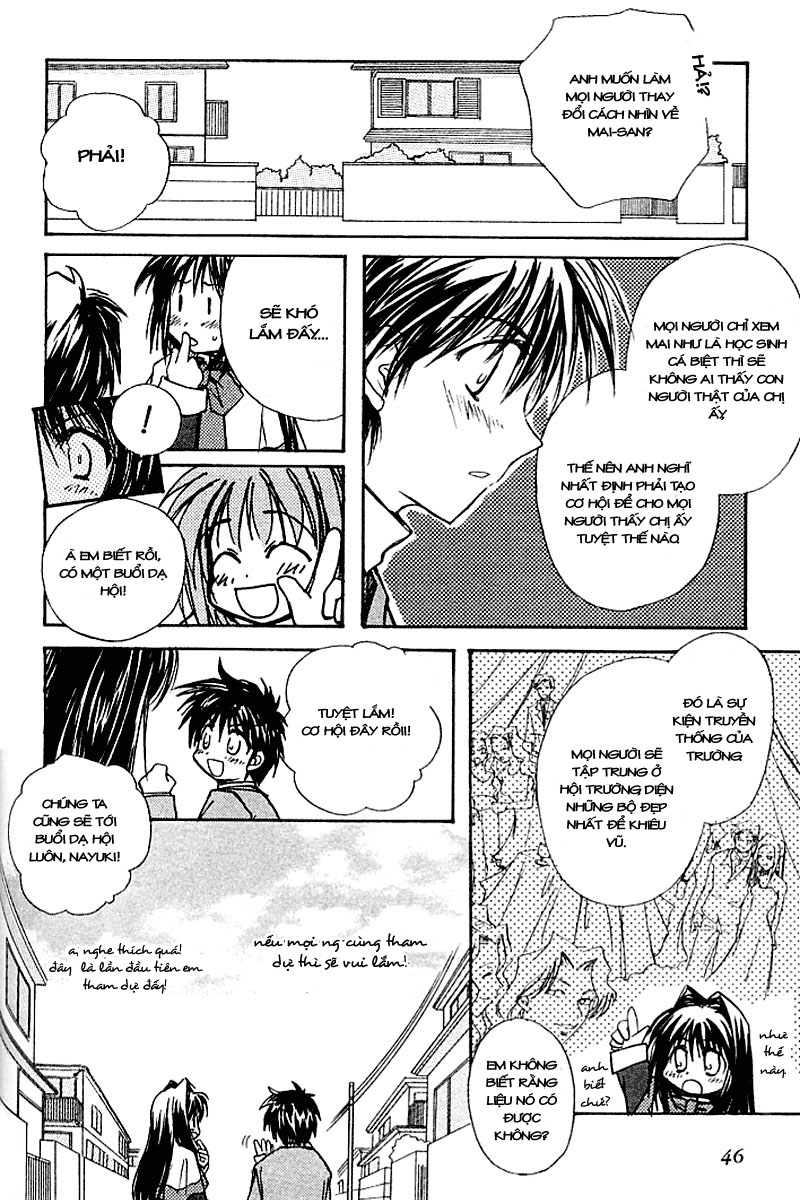 HẢ!?
ANH MUỐN LÀM
MỌI NGƯỜI THAY
ĐỔI CÁCH NHÌN VỀ
MAI-SAN?
PHẢI!
SẼ KHÓ
LẮM ĐẤY....
!
À EM BIẾT RỒI,
CÓ MỘT BUỔI DẠ
HỘI!
MỌI NGƯỜI CHỈ XEM
MAI NHƯ LÀ HỌC SINH
CÁ BIỆT THÌ SẼ
KHÔNG AI THẤY CON
NGƯỜI THẬT CỦA CHỊ
ẤY.
THẾ NÊN ANH NGHĨ
NHẤT ĐỊNH PHẢI TẠO
CƠ HỘI ĐỂ CHO MỌI
NGƯỜI THẤY CHỊ ẤY
TUYỆT THẾ NÀO.
ĐÓ LÀ SỰ
KIỆN TRUYỀN
THỐNG CỦA
TRƯỜNG
MỌI NGƯỜI SẼ
TẬP TRUNG Ở
HỘI TRƯỜNG DIỆN
NHỮNG BỘ ĐẸP
NHẤT ĐỂ KHIÊU
VŨ.
như
thế
này.
anh
biết
chứ?
EM KHÔNG
BIẾT RẰNG
LIỆU NÓ CÓ
ĐƯỢC
KHÔNG?
TUYỆT LẮM!
CƠ HỘI ĐÂY RỒI!
CHÚNG TA
CŨNG SẼ TỚI
BUỔI DẠ HỘI
LUÔN, NAYUKI!
nếu mọi ng cùng tham
dự thì sẽ vui lắm!
a, nghe thích quá!
đây là lần đầu tiên em
tham dự đấy!
46